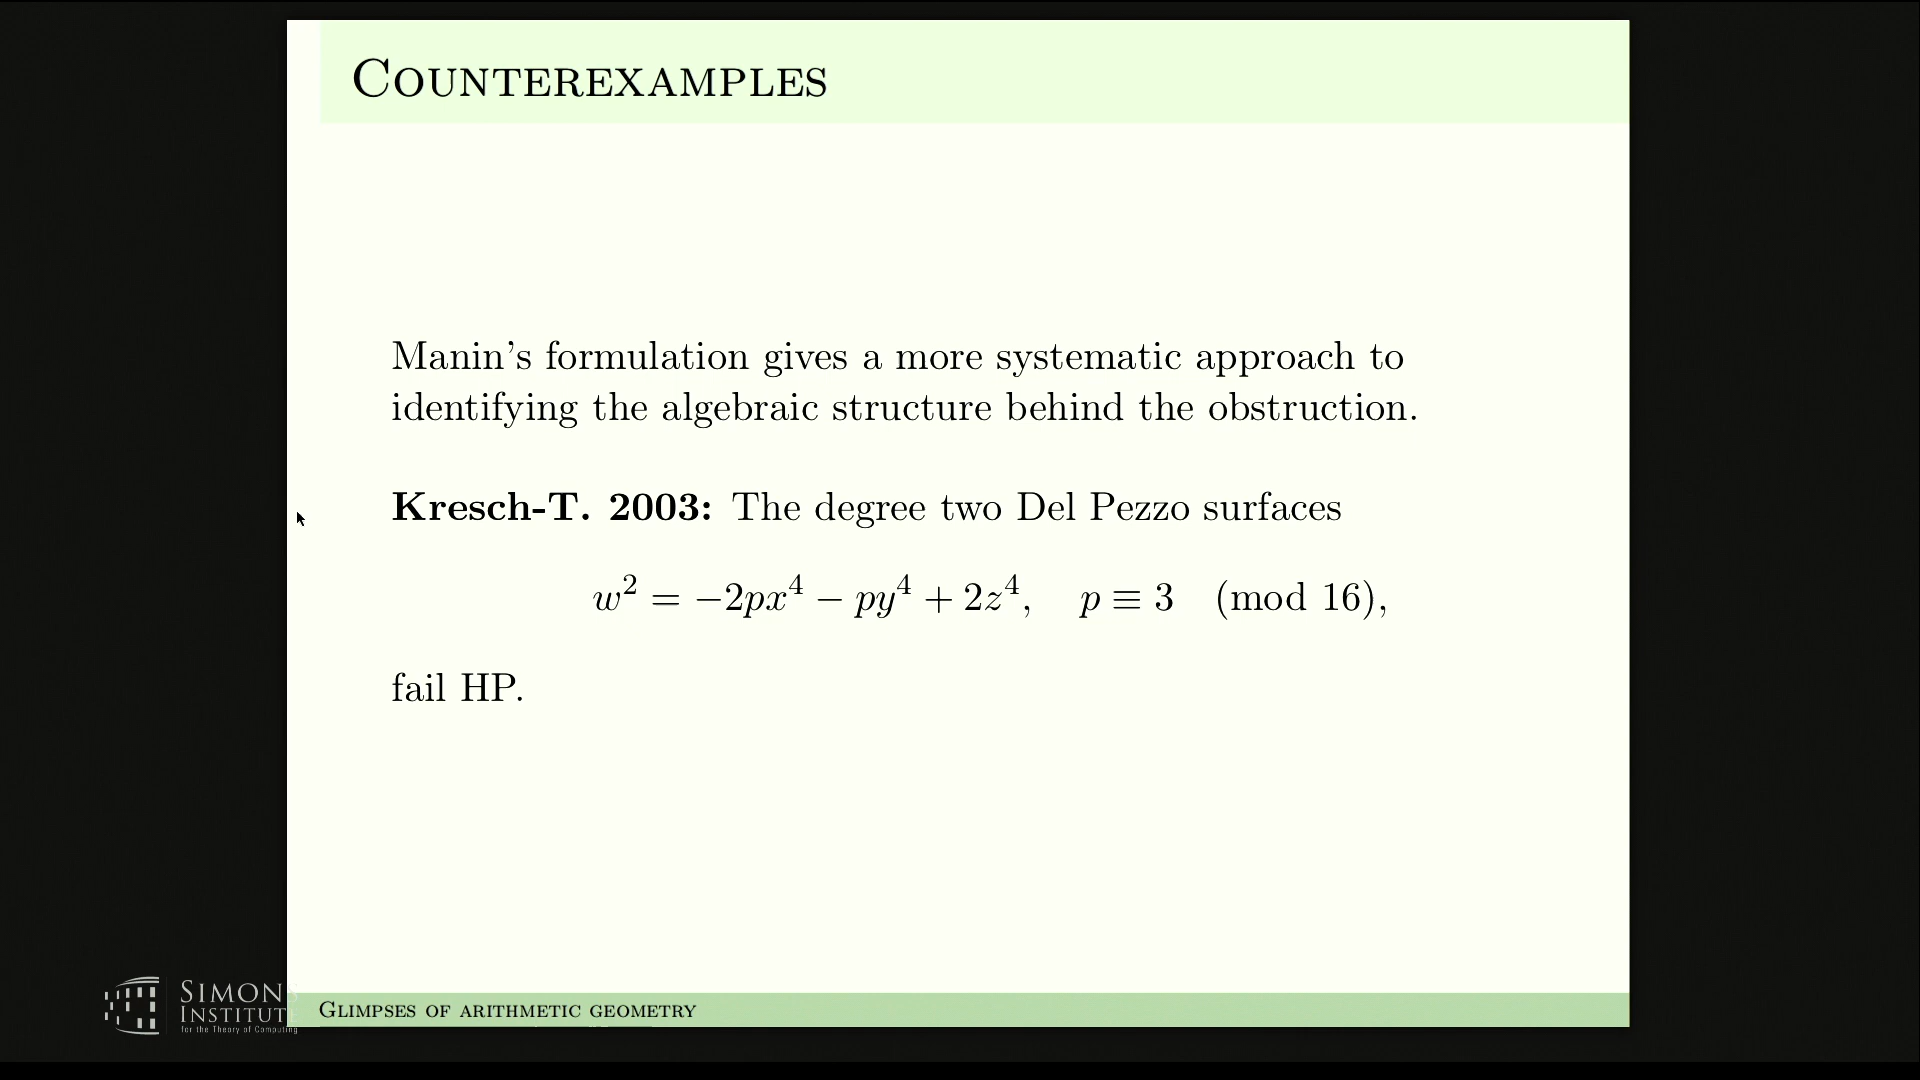 COUNTEREXAMPLES
Manin's formulation gives a more systematic approach to
identifying the algebraic structure behind the obstruction.
Kresch-T. 2003: The degree two Del Pezzo surfaces
w² = −2px⁴ − py⁴ + 2z⁴, p ≡ 3 (mod 16),
fail HP.
SIMONS
INSTITUTE
for the Theory of Computing
GLIMPSES OF ARITHMETIC GEOMETRY